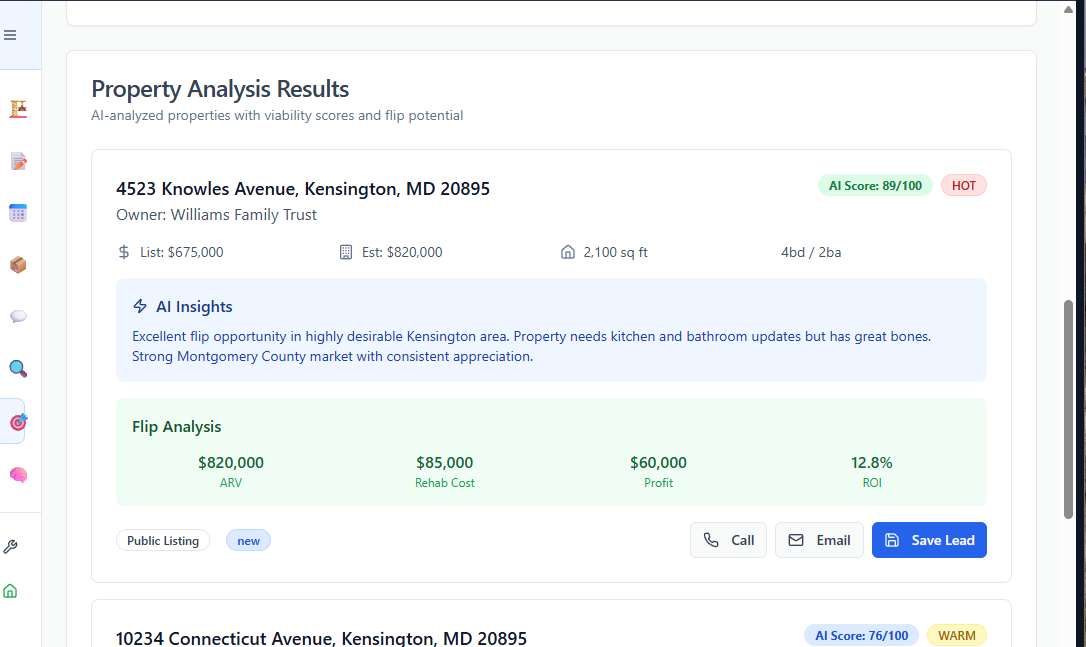 Property Analysis Results
AI-analyzed properties with viability scores and flip potential
4523 Knowles Avenue, Kensington, MD 20895
AI Score: 89/100
HOT
Owner: Williams Family Trust
List: $675,000
Est: $820,000
2,100 sq ft
4bd / 2ba
AI Insights
Excellent flip opportunity in highly desirable Kensington area. Property needs kitchen and bathroom updates but has great bones.
Strong Montgomery County market with consistent appreciation.
Flip Analysis
$820,000
$85,000
$60,000
12.8%
ARV
Rehab Cost
Profit
ROI
Public Listing
new
Call
Email
Save Lead
10234 Connecticut Avenue, Kensington, MD 20895
AI Score: 76/100
WARM